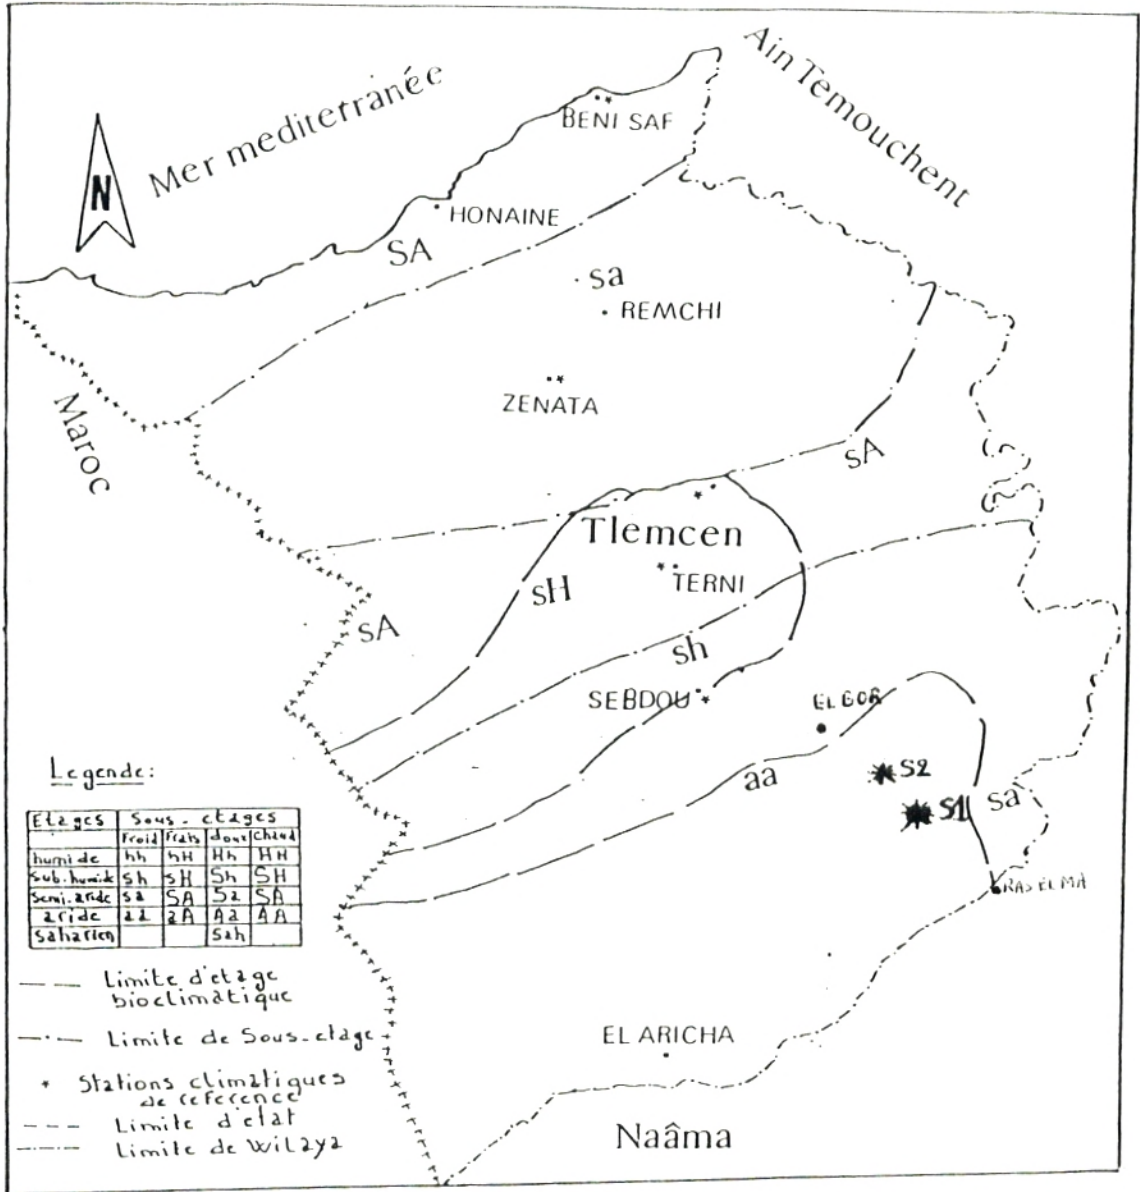 Mer mediterranée
Ain Temouchent
N
BENI SAF
HONAINE
SA
sa
REMCHI
ZENATA
Maroc
sA
Tlemcen
TERNI
sH
sA
sh
SEBDOU
EL GOR
aa
S2
S1
sa
RAS EL MA
EL ARICHA
Naâma
Legende:
Etages Sous-etages
Froid Frais doux Chaud
humide hh hH Hh HH
Sub.humide sh sH Sh SH
Semi.aride sa SA Sa SA
aride aa aA Aa AA
Saharien Sah
Limite d'etage
bioclimatique
Limite de Sous-etage
Stations climatiques
de reference
Limite d'etat
Limite de Wilaya